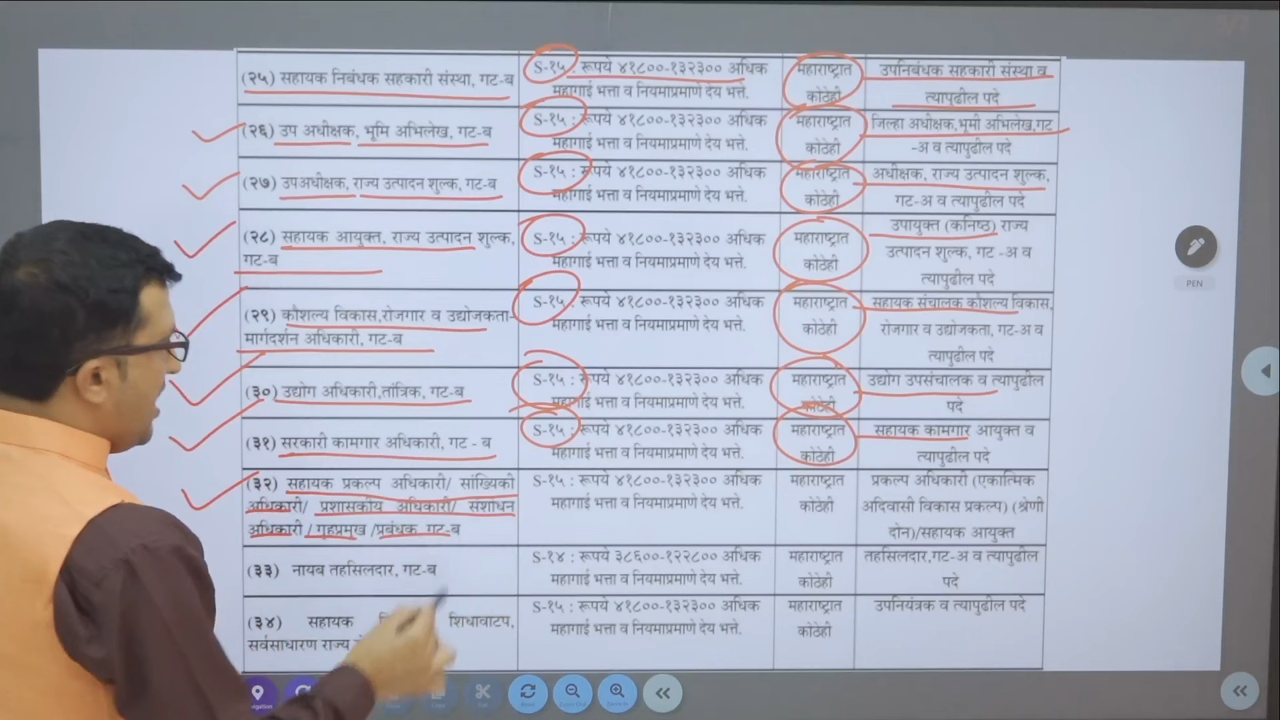 (२५) सहायक निबंधक सहकारी संस्था, गट-ब
S-१५ : रूपये ४१८००-१३२३०० अधिक
महागाई भत्ता व नियमाप्रमाणे देय भत्ते.
महाराष्ट्रात
कोठेही
उपनिबंधक सहकारी संस्था व
त्यापुढील पदे
(२६) उप अधीक्षक, भूमि अभिलेख, गट-ब
S-१५ : रूपये ४१८००-१३२३०० अधिक
महागाई भत्ता व नियमाप्रमाणे देय भत्ते.
महाराष्ट्रात
कोठेही
जिल्हा अधीक्षक,भूमी अभिलेख,गट
-अ व त्यापुढील पदे
(२७) उपअधीक्षक, राज्य उत्पादन शुल्क, गट-ब
S-१५ : रूपये ४१८००-१३२३०० अधिक
महागाई भत्ता व नियमाप्रमाणे देय भत्ते.
महाराष्ट्रात
कोठेही
अधीक्षक, राज्य उत्पादन शुल्क,
गट-अ व त्यापुढील पदे
(२८) सहायक आयुक्त, राज्य उत्पादन शुल्क,
गट-ब
S-१५ : रूपये ४१८००-१३२३०० अधिक
महागाई भत्ता व नियमाप्रमाणे देय भत्ते.
महाराष्ट्रात
कोठेही
उपायुक्त (कनिष्ठ) राज्य
उत्पादन शुल्क, गट -अ व
त्यापुढील पदे
(२९) कौशल्य विकास,रोजगार व उद्योजकता-
मार्गदर्शन अधिकारी, गट-ब
S-१५ : रूपये ४१८००-१३२३०० अधिक
महागाई भत्ता व नियमाप्रमाणे देय भत्ते.
महाराष्ट्रात
कोठेही
सहायक संचालक कौशल्य विकास,
रोजगार व उद्योजकता, गट-अ व
त्यापुढील पदे
(३०) उद्योग अधिकारी,तांत्रिक, गट-ब
S-१५ : रूपये ४१८००-१३२३०० अधिक
महागाई भत्ता व नियमाप्रमाणे देय भत्ते.
महाराष्ट्रात
कोठेही
उद्योग उपसंचालक व त्यापुढील
पदे
(३१) सरकारी कामगार अधिकारी, गट - ब
S-१५ : रूपये ४१८००-१३२३०० अधिक
महागाई भत्ता व नियमाप्रमाणे देय भत्ते.
महाराष्ट्रात
कोठेही
सहायक कामगार आयुक्त व
त्यापुढील पदे
(३२) सहायक प्रकल्प अधिकारी/ सांख्यिकी
अधिकारी/ प्रशासकीय अधिकारी/ संशोधन
अधिकारी / गृहप्रमुख /प्रबंधक गट-ब
S-१५ : रूपये ४१८००-१३२३०० अधिक
महागाई भत्ता व नियमाप्रमाणे देय भत्ते.
महाराष्ट्रात
कोठेही
प्रकल्प अधिकारी (एकात्मिक
अदिवासी विकास प्रकल्प) (श्रेणी
दोन)/सहायक आयुक्त
(३३) नायब तहसिलदार, गट-ब
S-१४ : रूपये ३८६००-१२२८०० अधिक
महागाई भत्ता व नियमाप्रमाणे देय भत्ते.
महाराष्ट्रात
कोठेही
तहसिलदार,गट-अ व त्यापुढील
पदे
(३४) सहायक शिधावाटप,
सर्वसाधारण राज्य
S-१५ : रूपये ४१८००-१३२३०० अधिक
महागाई भत्ता व नियमाप्रमाणे देय भत्ते.
महाराष्ट्रात
कोठेही
उपनियंत्रक व त्यापुढील पदे
PEN